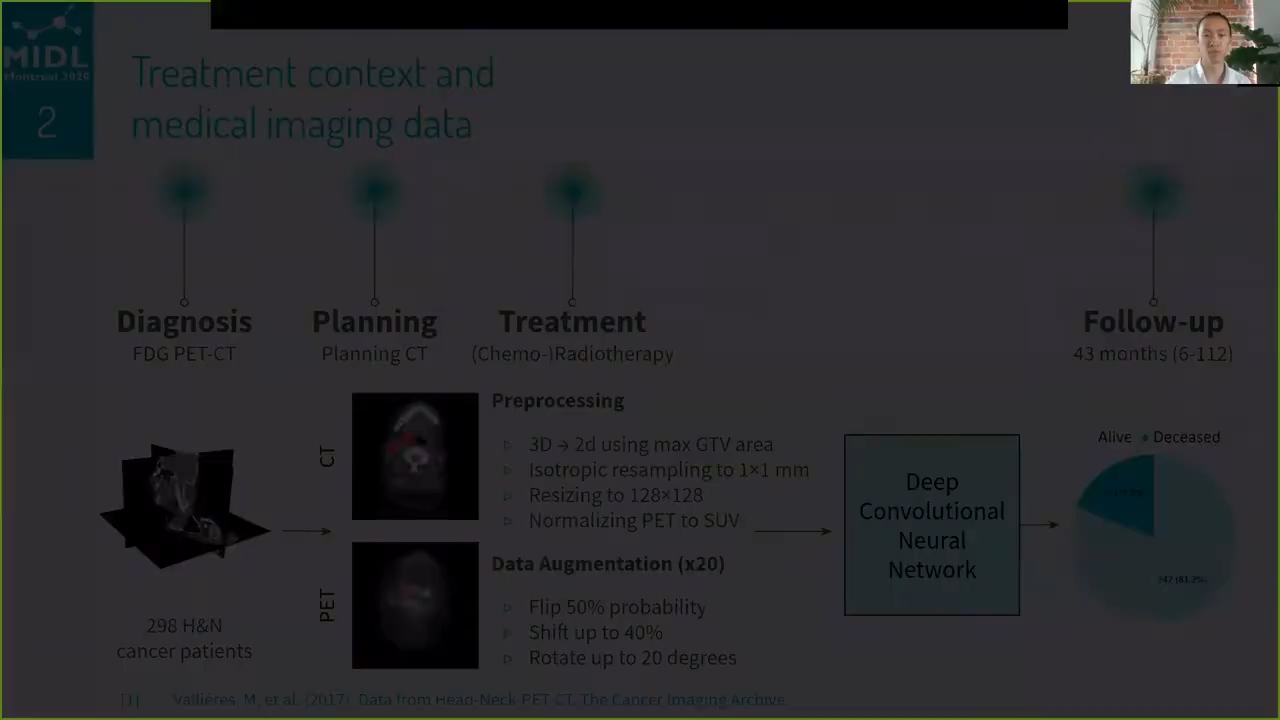 MIDL
Montreal 2020
2
Treatment context and
medical imaging data
Diagnosis
FDG PET-CT
Planning
Planning CT
Treatment
(Chemo-)Radiotherapy
Follow-up
43 months (6-112)
298 H&N
cancer patients
CT
PET
Preprocessing
3D → 2d using max GTV area
Isotropic resampling to 1×1 mm
Resizing to 128×128
Normalizing PET to SUV
Data Augmentation (x20)
Flip 50% probability
Shift up to 40%
Rotate up to 20 degrees
Deep
Convolutional
Neural
Network
Alive Deceased
247 (81.2%)
[1] Vallières, M, et al. (2017). Data from Head-Neck-PET-CT. The Cancer Imaging Archive.